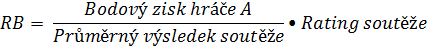 RB = Bodový zisk hráče A / Průměrný výsledek soutěže • Rating soutěže